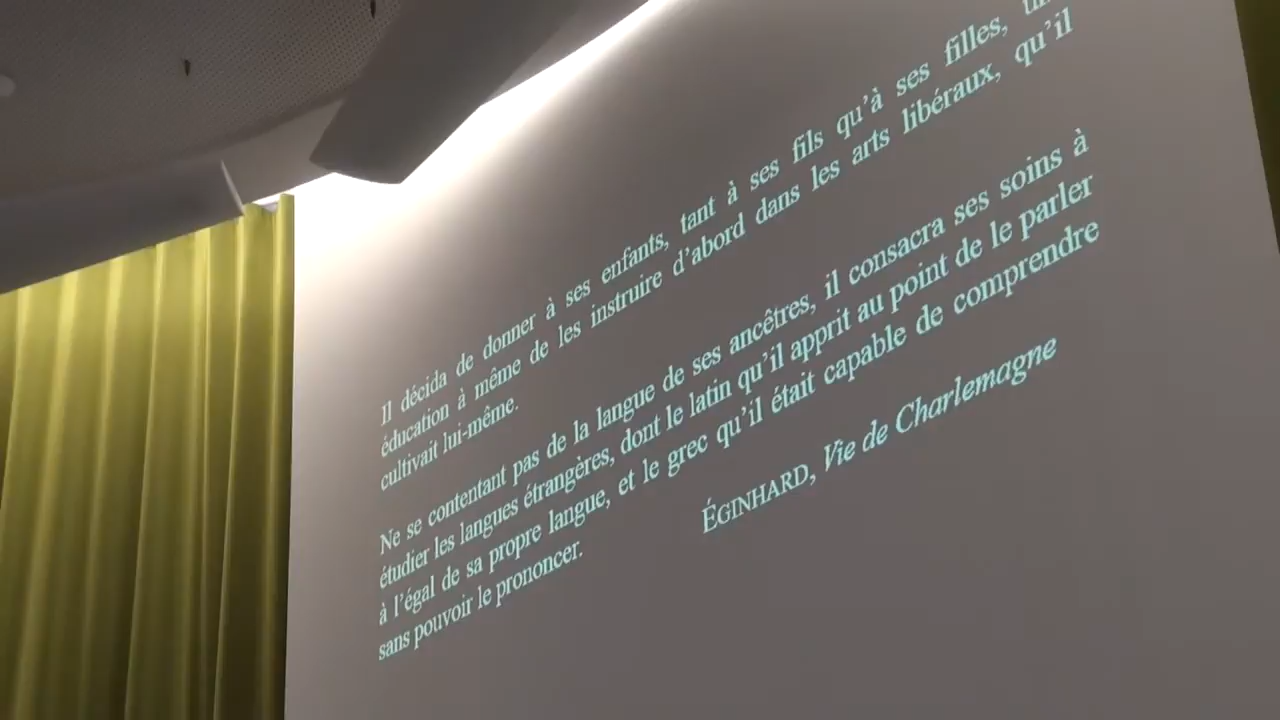 Il décida de donner à ses enfants, tant à ses fils qu'à ses filles,
éducation à même de les instruire d'abord dans les arts libéraux, qu'il
cultivait lui-même.
Ne se contentant pas de la langue de ses ancêtres, il consacra ses soins à
étudier les langues étrangères, dont le latin qu'il apprit au point de le parler
à l'égal de sa propre langue, et le grec qu'il était capable de comprendre
sans pouvoir le prononcer.
ÉGINHARD, Vie de Charlemagne